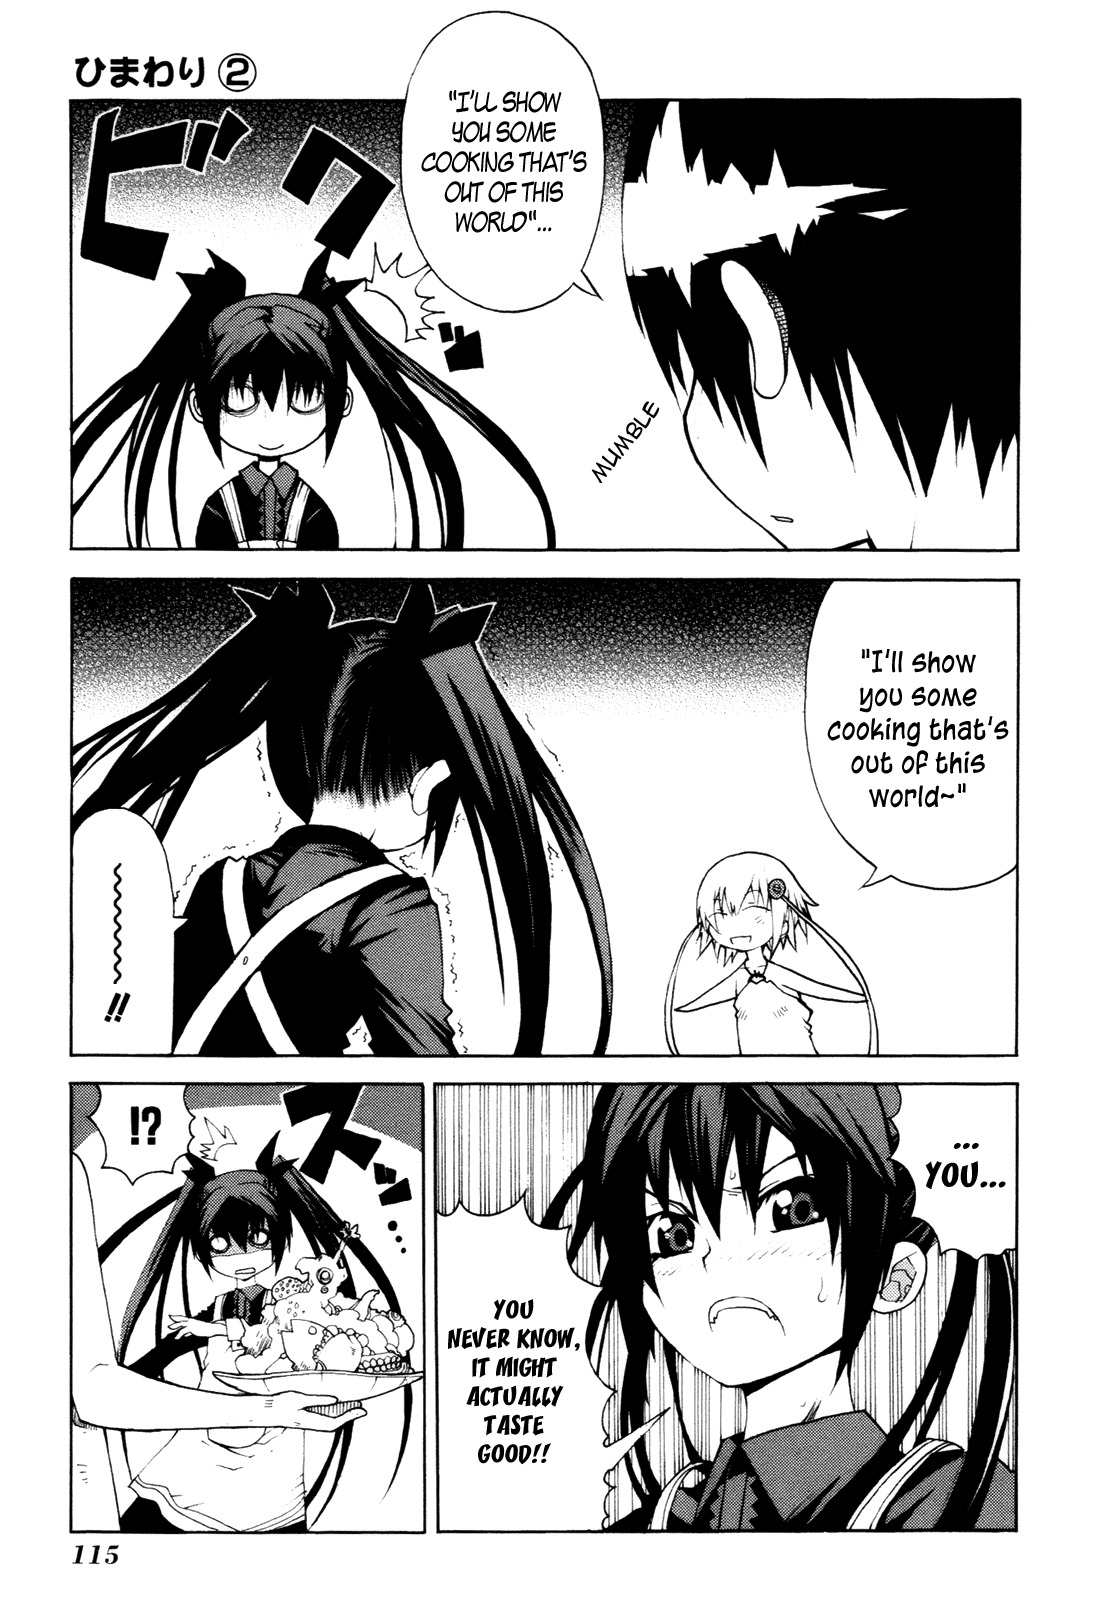 ひまわり②
"I'LL SHOW
YOU SOME
COOKING THAT'S
OUT OF THIS
WORLD"...
ビクッ
MUMBLE
"I'll show
you some
cooking that's
out of this
world~"
~~~~~!!
...
YOU...
YOU
NEVER KNOW,
IT MIGHT
ACTUALLY
TASTE
GOOD!!
ズ...
!?
115